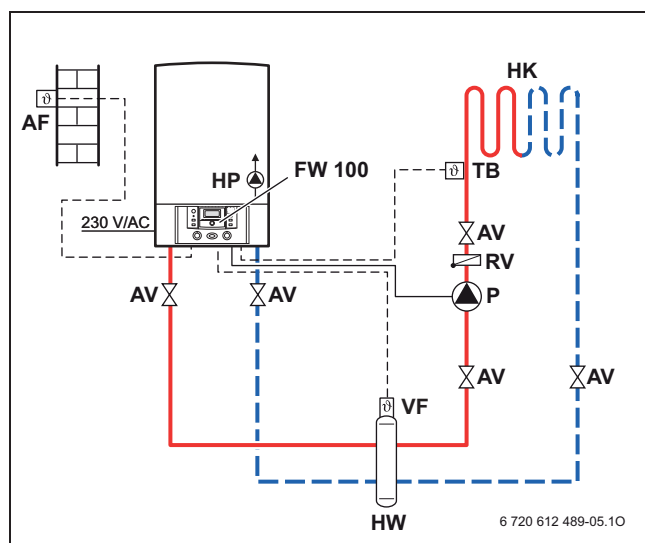 HK
ϑ
AF
HP
FW 100
ϑ TB
230 V/AC
AV
RV
AV
AV
P
AV
AV
ϑ VF
HW
6 720 612 489-05.1O